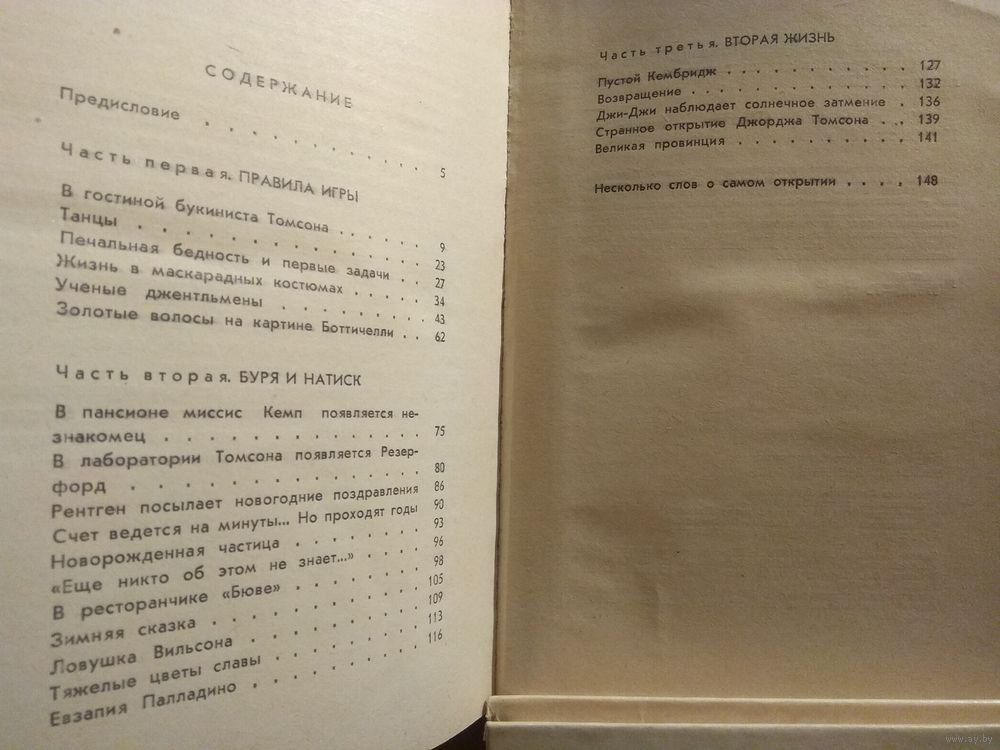 СОДЕРЖАНИЕ
Предисловие . . . . . . . . . . . 5
Часть первая. ПРАВИЛА ИГРЫ
В гостиной букиниста Томсона . . . . . . 9
Танцы . . . . . . . . . . . . 23
Печальная бедность и первые задачи . . 27
Жизнь в маскарадных костюмах . . . . . 34
Ученые джентльмены . . . . . . . . . 43
Золотые волосы на картине Боттичелли . . 62
Часть вторая. БУРЯ И НАТИСК
В пансионе миссис Кемп появляется не-
знакомец . . . . . . . . . . . . 75
В лаборатории Томсона появляется Резер-
форд . . . . . . . . . . . . 80
Рентген посылает новогодние поздравления 86
Счет ведется на минуты... Но проходят годы 90
Новорожденная частица . . . . . . . 93
«Еще никто об этом не знает...» . . . . 96
В ресторанчике «Бюве» . . . . . . . 98
Зимняя сказка . . . . . . . . . . 105
Ловушка Вильсона . . . . . . . . . 109
Тяжелые цветы славы . . . . . . . . 113
Евзапия Палладино . . . . . . . . . 116
Часть третья. ВТОРАЯ ЖИЗНЬ
Пустой Кембридж . . . . . . . . . . 127
Возвращение . . . . . . . . . . . . 132
Джи-Джи наблюдает солнечное затмение . 136
Странное открытие Джорджа Томсона . . . 139
Великая провинция . . . . . . . . . . 141
Несколько слов о самом открытии . . . . 148
www.ay.by